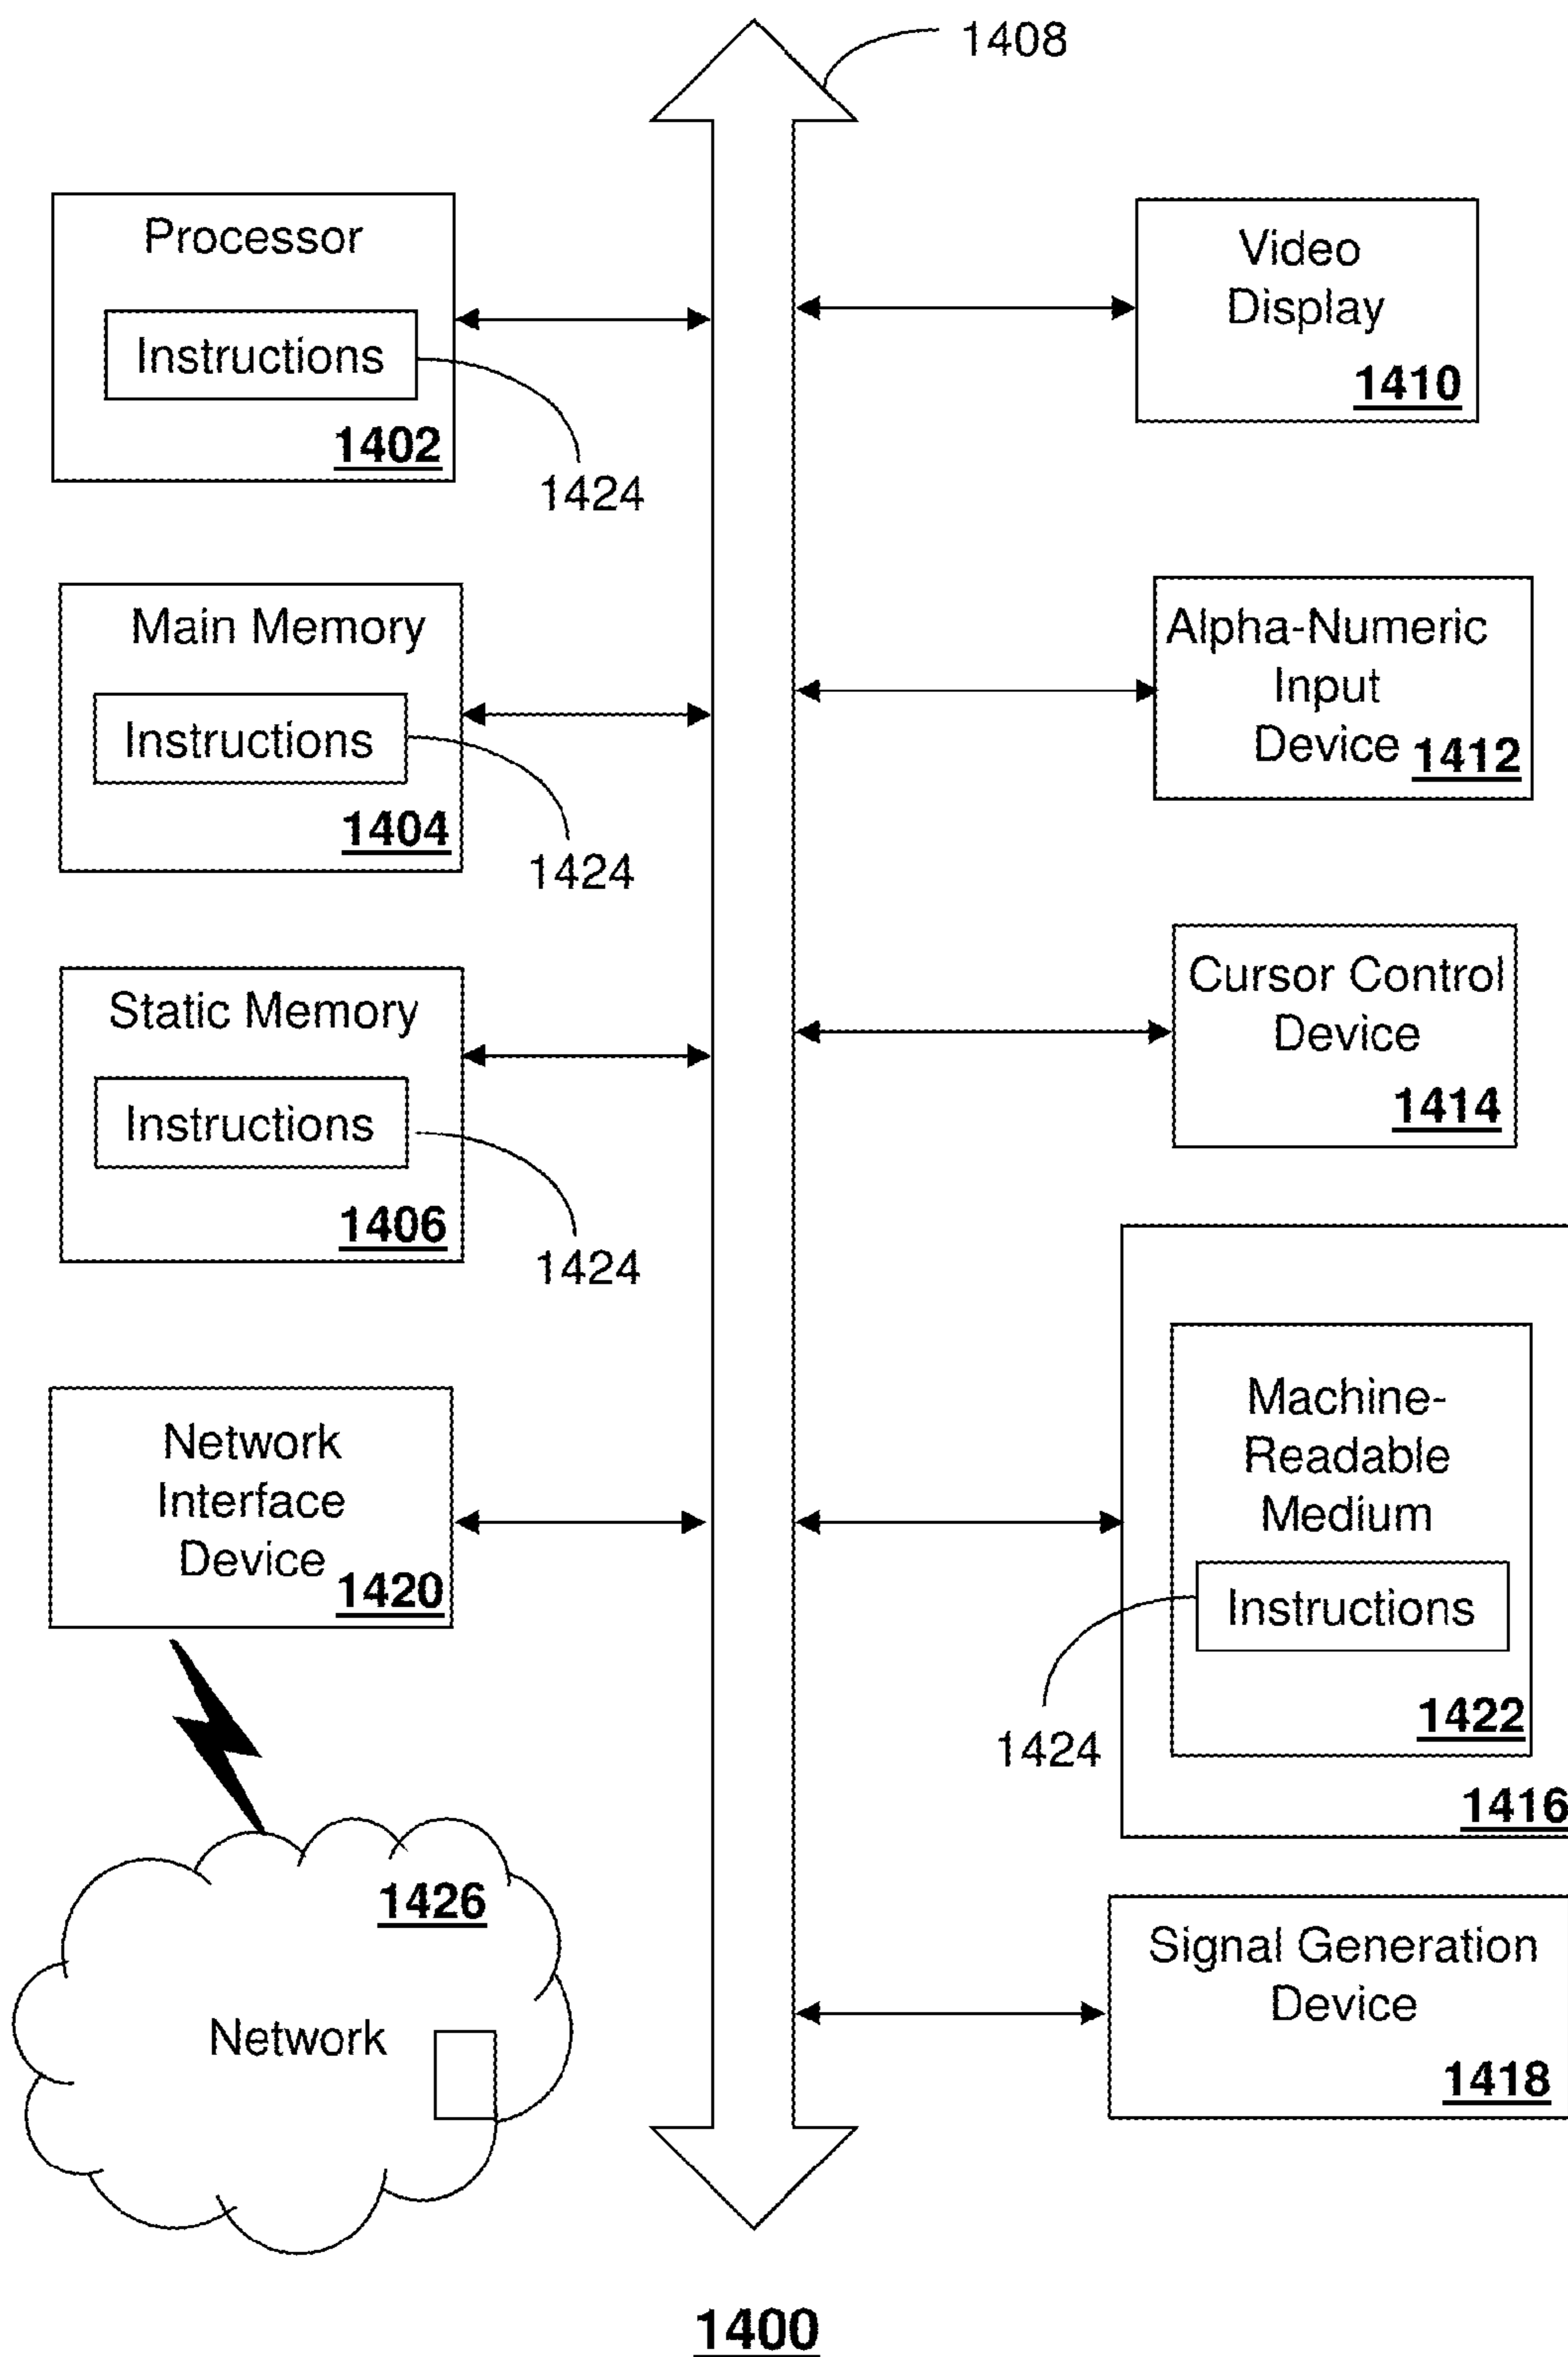 1408
Processor
Instructions
1402
1424
Main Memory
Instructions
1404
1424
Static Memory
Instructions
1406
1424
Network
Interface
Device
1420
1426
Network
Video
Display
1410
Alpha-Numeric
Input
Device 1412
Cursor Control
Device
1414
Machine-
Readable
Medium
Instructions
1422
1424
1416
Signal Generation
Device
1418
1400